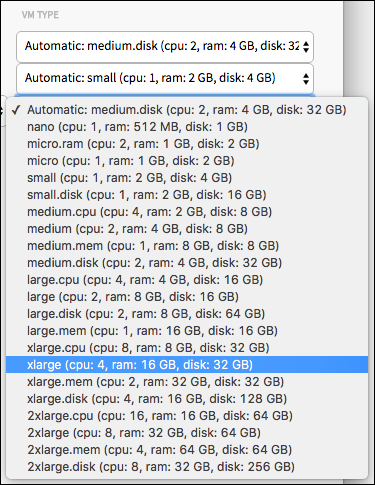 VM TYPE
Automatic: medium.disk (cpu: 2, ram: 4 GB, disk: 32
Automatic: small (cpu: 1, ram: 2 GB, disk: 4 GB)
✓ Automatic: medium.disk (cpu: 2, ram: 4 GB, disk: 32 GB)
nano (cpu: 1, ram: 512 MB, disk: 1 GB)
micro.ram (cpu: 2, ram: 1 GB, disk: 2 GB)
micro (cpu: 1, ram: 1 GB, disk: 2 GB)
small (cpu: 1, ram: 2 GB, disk: 4 GB)
small.disk (cpu: 1, ram: 2 GB, disk: 16 GB)
medium.cpu (cpu: 4, ram: 2 GB, disk: 8 GB)
medium (cpu: 2, ram: 4 GB, disk: 8 GB)
medium.mem (cpu: 1, ram: 8 GB, disk: 8 GB)
medium.disk (cpu: 2, ram: 4 GB, disk: 32 GB)
large.cpu (cpu: 4, ram: 4 GB, disk: 16 GB)
large (cpu: 2, ram: 8 GB, disk: 16 GB)
large.disk (cpu: 2, ram: 8 GB, disk: 64 GB)
large.mem (cpu: 1, ram: 16 GB, disk: 16 GB)
xlarge.cpu (cpu: 8, ram: 8 GB, disk: 32 GB)
xlarge (cpu: 4, ram: 16 GB, disk: 32 GB)
xlarge.mem (cpu: 2, ram: 32 GB, disk: 32 GB)
xlarge.disk (cpu: 4, ram: 16 GB, disk: 128 GB)
2xlarge.cpu (cpu: 16, ram: 16 GB, disk: 64 GB)
2xlarge (cpu: 8, ram: 32 GB, disk: 64 GB)
2xlarge.mem (cpu: 4, ram: 64 GB, disk: 64 GB)
2xlarge.disk (cpu: 8, ram: 32 GB, disk: 256 GB)